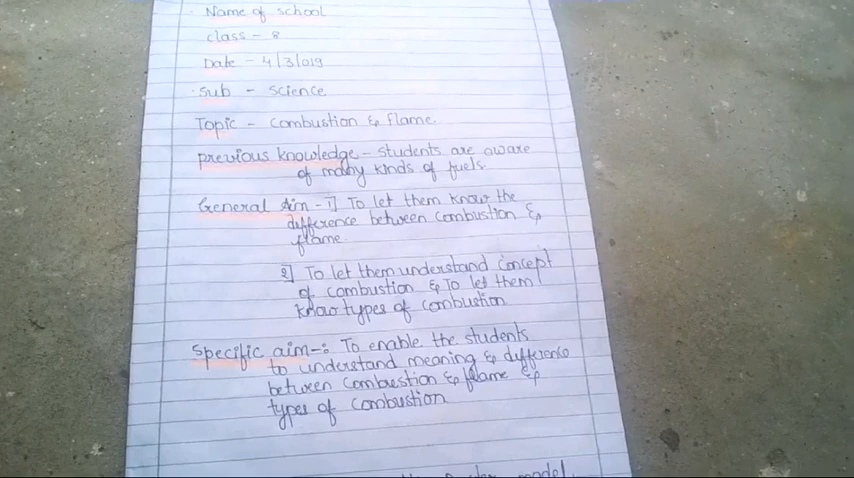 Name of school
class - 8
Date - 4/3/019
Sub - science
Topic - Combustion & flame.
previous knowledge - students are aware
of many kinds of fuels.
General Aim - 1] To let them know the
difference between combustion &
flame.
2] To let them understand concept
of combustion & To let them
know types of combustion
Specific aim -: To enable the students
to understand meaning & difference
between combustion & flame &
types of combustion
model.